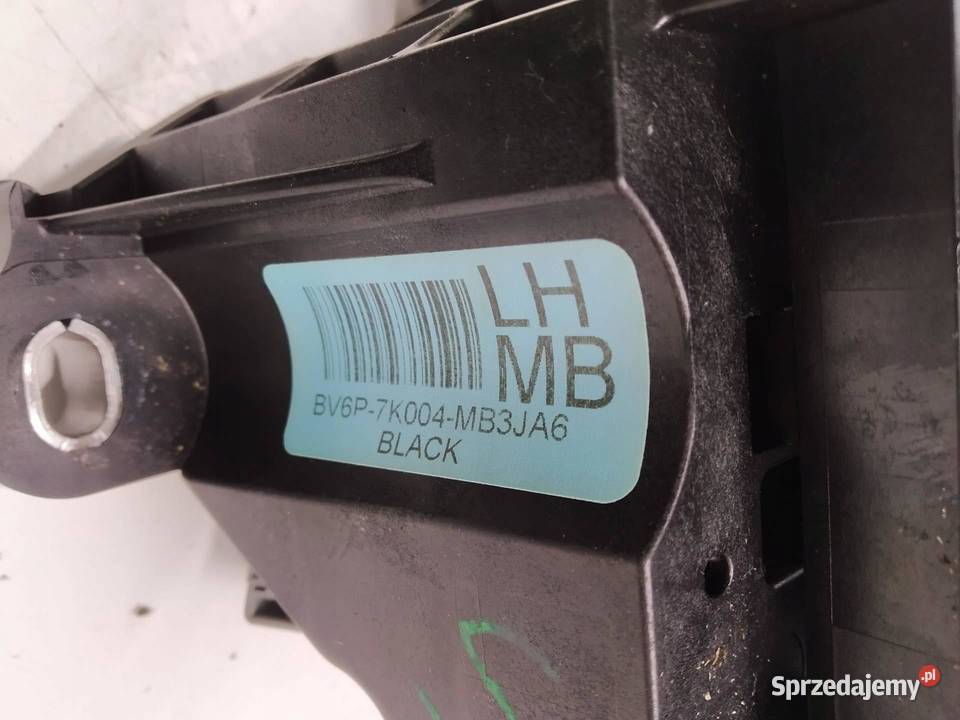 LH
MB
BV6P-7K004-MB3JA6
BLACK
Sprzedajemy.pl